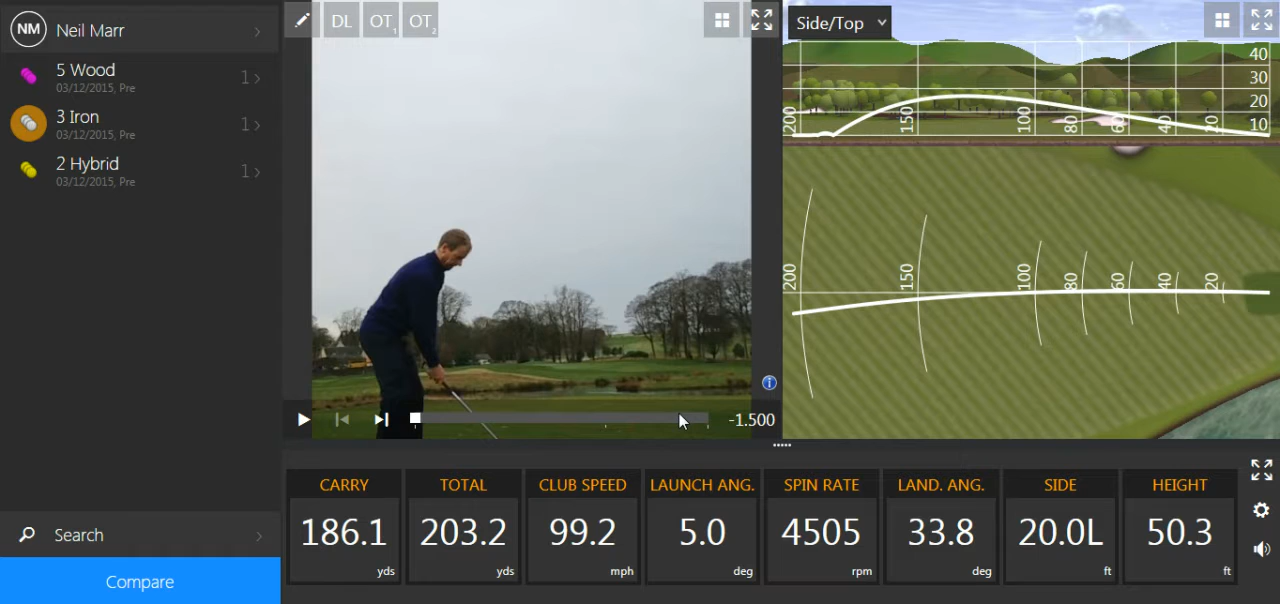 NM Neil Marr
5 Wood 1
03/12/2015, Pre
3 Iron 1
03/12/2015, Pre
2 Hybrid 1
03/12/2015, Pre
Search
Compare
DL OT1 OT2
-1.500
Side/Top
40
30
20
10
200 150 100 80 60 40 20
200 150 100 80 60 40 20
CARRY TOTAL CLUB SPEED LAUNCH ANG. SPIN RATE LAND. ANG. SIDE HEIGHT
186.1 203.2 99.2 5.0 4505 33.8 20.0L 50.3
yds yds mph deg rpm deg ft ft